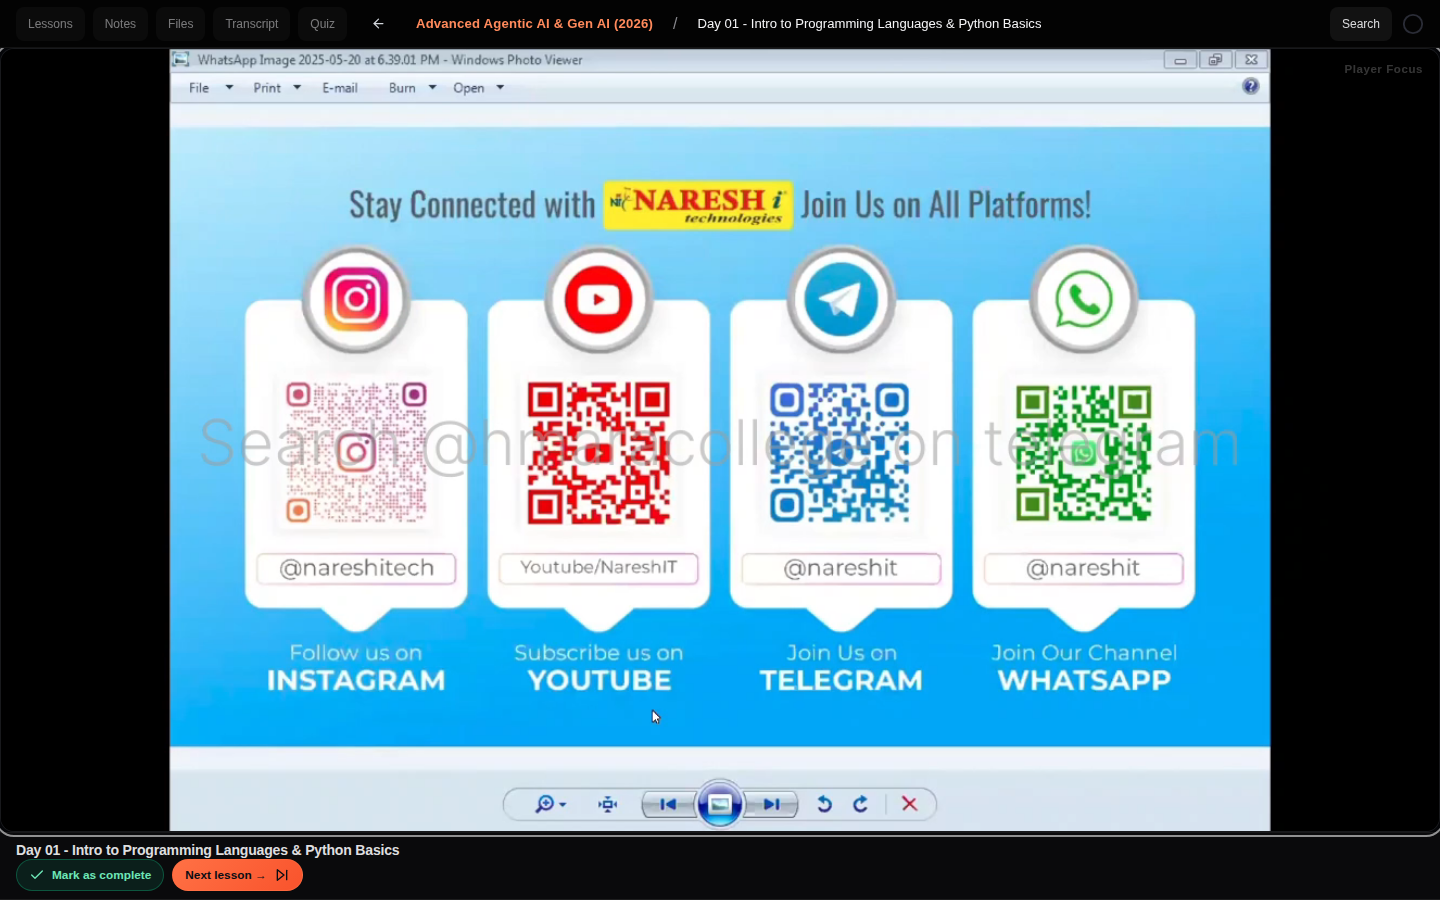 Lessons Notes Files Transcript Quiz ← Advanced Agentic AI & Gen AI (2026) / Day 01 - Intro to Programming Languages & Python Basics Search
WhatsApp Image 2025-05-20 at 6.39.01 PM - Windows Photo Viewer
Player Focus
File Print E-mail Burn Open
Stay Connected with NARESH i technologies Join Us on All Platforms!
Search @hmaracollege on telegram
@nareshitech Youtube/NareshIT @nareshit @nareshit
Follow us on Subscribe us on Join Us on Join Our Channel
INSTAGRAM YOUTUBE TELEGRAM WHATSAPP
Day 01 - Intro to Programming Languages & Python Basics
Mark as complete Next lesson →